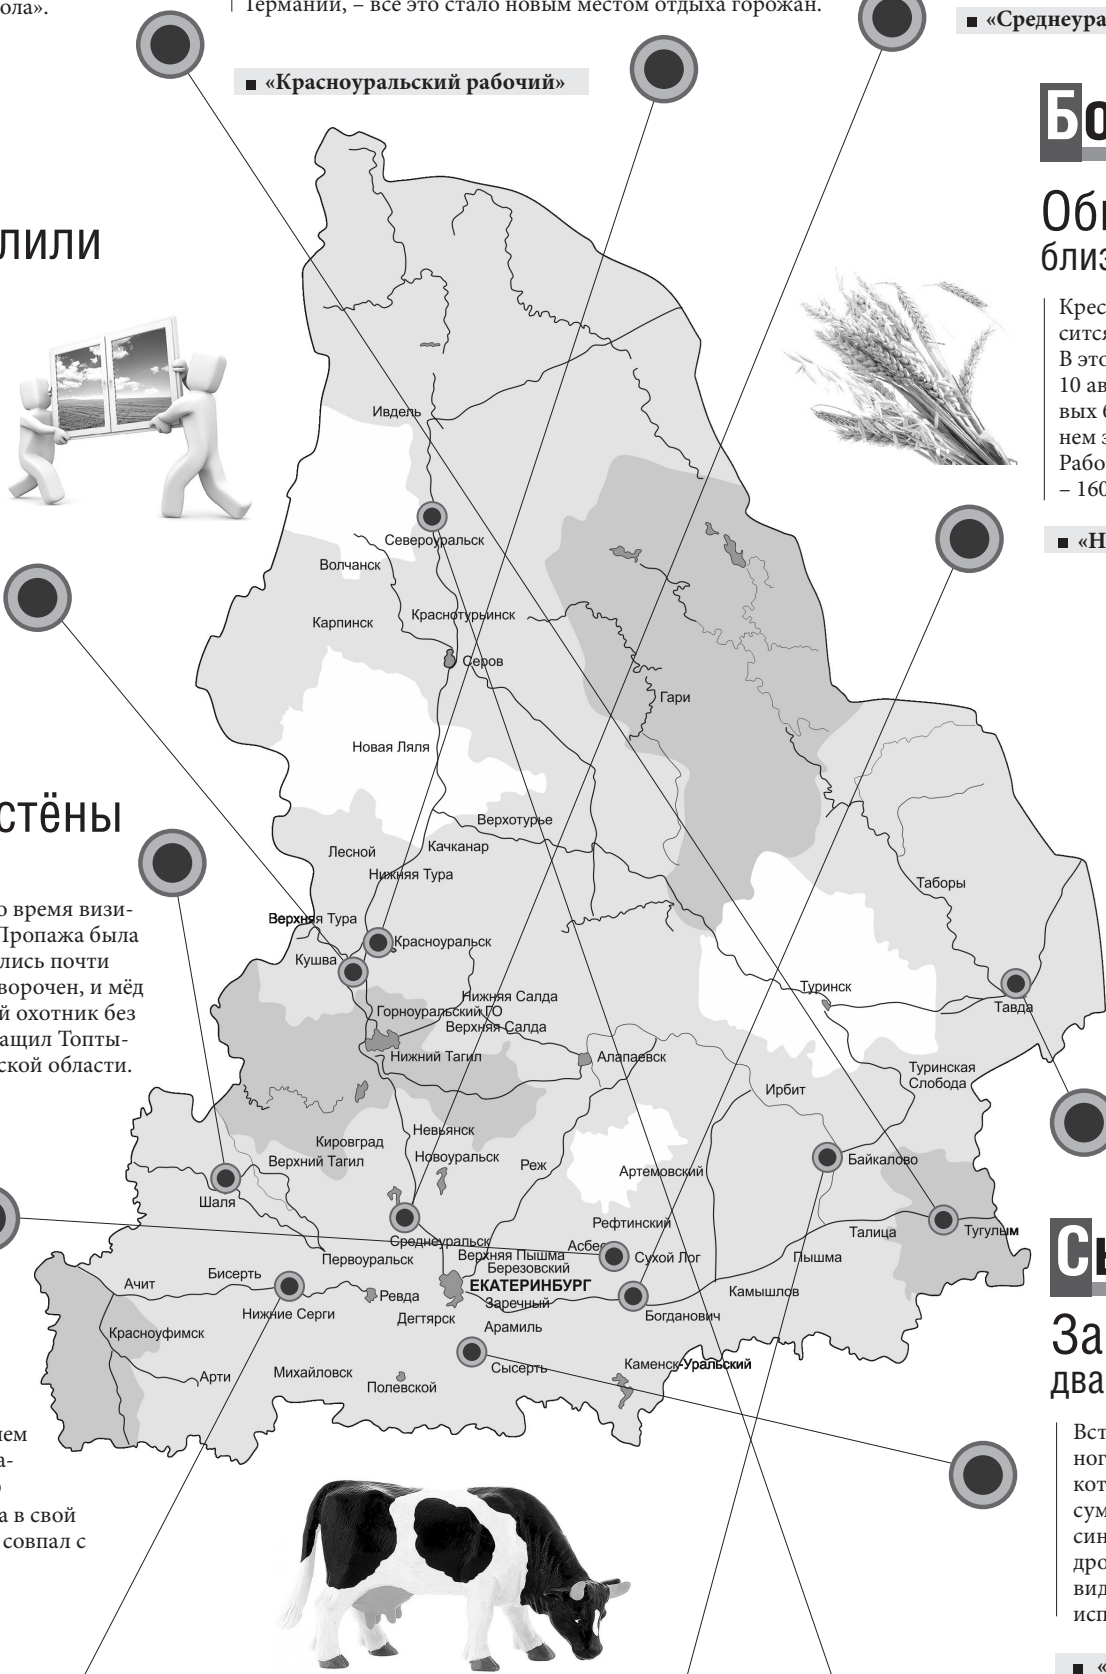 ола».
Германии, – все это стало новым местом отдыха горожан.
■ «Среднеура
■ «Красноуральский рабочий»
Бо
Обы
близ
лили
Крес
сится
В это
10 ав
вых б
нем з
Рабо
– 160
■ «Н
Ивдель
Североуральск
Волчанск
Карпинск
Краснотурьинск
Серов
Гари
Новая Ляля
Верхотурье
Лесной
Качканар
Нижняя Тура
Таборы
стёны
о время визи-
Пропажа была
лись почти
ворочен, и мёд
й охотник без
ащил Топты-
ской области.
Верхняя Тура
Красноуральск
Кушва
Туринск
Тавда
Нижняя Салда
Горноуральский ГО
Верхняя Салда
Нижний Тагил
Алапаевск
Туринская
Слобода
Ирбит
Невьянск
Кировград
Новоуральск
Верхний Тагил
Реж
Артемовский
Байкалово
Шаля
Рефтинский
Талица
Тугулым
Среднеуральск
Асбес
Верхняя Пышма
Сухой Лог
Пышма
Первоуральск
Березовский
ЕКАТЕРИНБУРГ
Бисерть
Ачит
Камышлов
Ревда
Заречный
Нижние Серги
Дегтярск
Богданович
Арамиль
Красноуфимск
Сысерть
Каменск-Уральский
Михайловск
Арти
Полевской
За
два
ем
а-
а в свой
совпал с
Вст
ног
кот
сум
син
дро
вид
исп
■ «